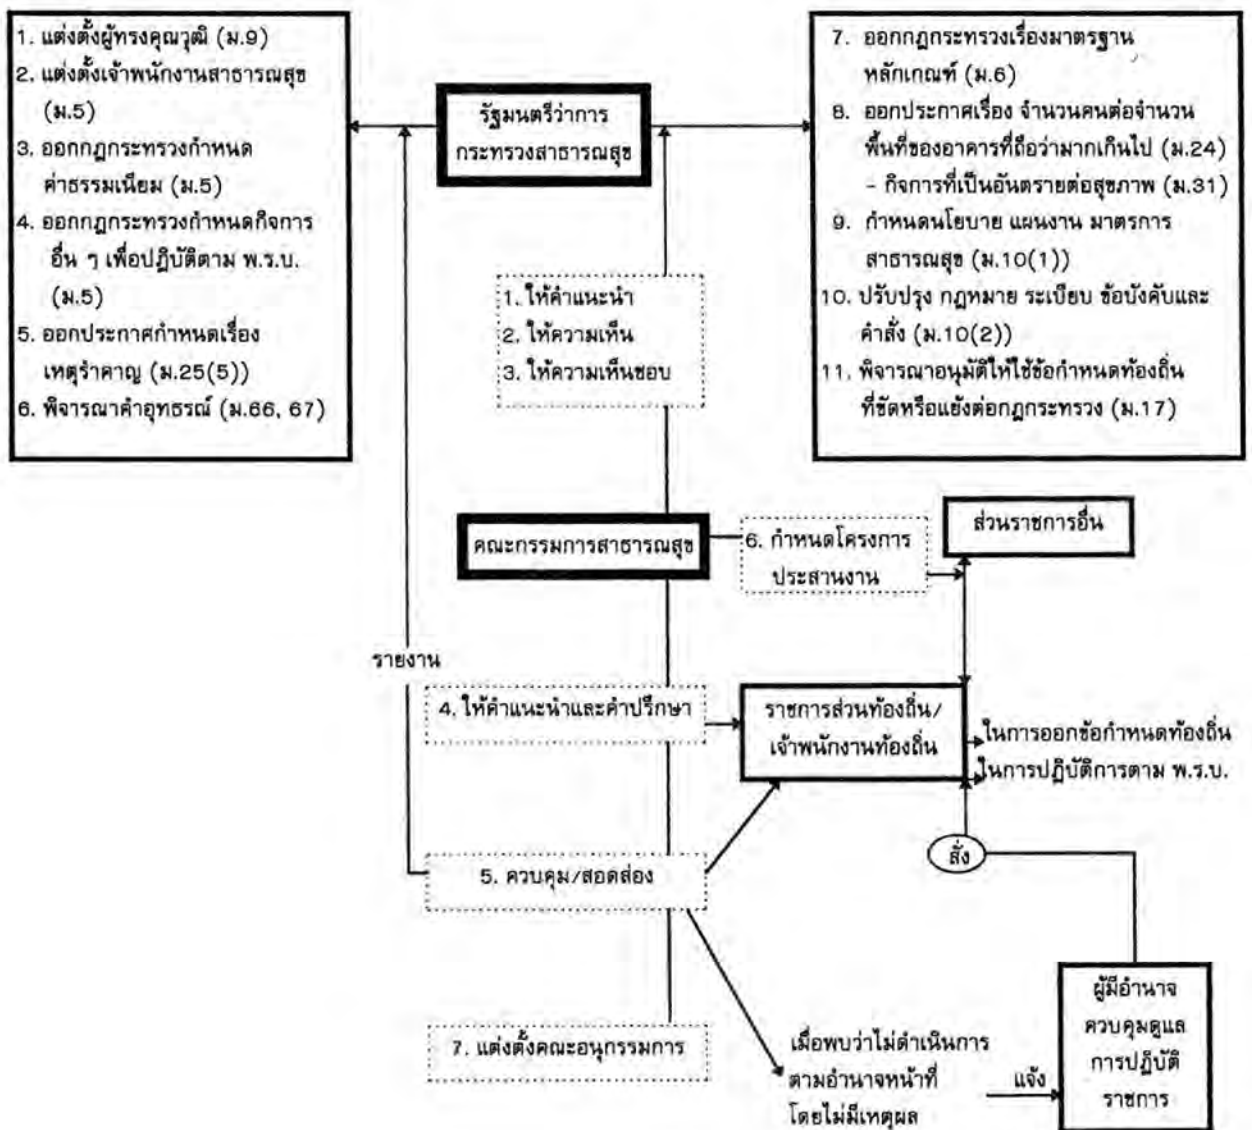 1. แต่งตั้งผู้ทรงคุณวุฒิ (ม.9)
2. แต่งตั้งเจ้าพนักงานสาธารณสุข
(ม.5)
3. ออกกฎกระทรวงกำหนด
ค่าธรรมเนียม (ม.5)
4. ออกกฎกระทรวงกำหนดกิจการ
อื่น ๆ เพื่อปฏิบัติตาม พ.ร.บ.
(ม.5)
5. ออกประกาศกำหนดเรื่อง
เหตุรำคาญ (ม.25(5))
6. พิจารณาคำอุทธรณ์ (ม.66, 67)
รัฐมนตรีว่าการ
กระทรวงสาธารณสุข
7. ออกกฎกระทรวงเรื่องมาตรฐาน
หลักเกณฑ์ (ม.6)
8. ออกประกาศเรื่อง จำนวนคนต่อจำนวน
พื้นที่ของอาคารที่ถือว่ามากเกินไป (ม.24)
- กิจการที่เป็นอันตรายต่อสุขภาพ (ม.31)
9. กำหนดนโยบาย แผนงาน มาตรการ
สาธารณสุข (ม.10(1))
10. ปรับปรุง กฎหมาย ระเบียบ ข้อบังคับและ
คำสั่ง (ม.10(2))
11. พิจารณาอนุมัติให้ใช้ข้อกำหนดท้องถิ่น
ที่ขัดหรือแย้งต่อกฎกระทรวง (ม.17)
1. ให้คำแนะนำ
2. ให้ความเห็น
3. ให้ความเห็นชอบ
คณะกรรมการสาธารณสุข
6. กำหนดโครงการ
ประสานงาน
ส่วนราชการอื่น
รายงาน
4. ให้คำแนะนำและคำปรึกษา
ราชการส่วนท้องถิ่น/
เจ้าพนักงานท้องถิ่น
ในการออกข้อกำหนดท้องถิ่น
ในการปฏิบัติการตาม พ.ร.บ.
สั่ง
5. ควบคุม/สอดส่อง
7. แต่งตั้งคณะอนุกรรมการ
เมื่อพบว่าไม่ดำเนินการ
ตามอำนาจหน้าที่
โดยไม่มีเหตุผล
แจ้ง
ผู้มีอำนาจ
ควบคุมดูแล
การปฏิบัติ
ราชการ